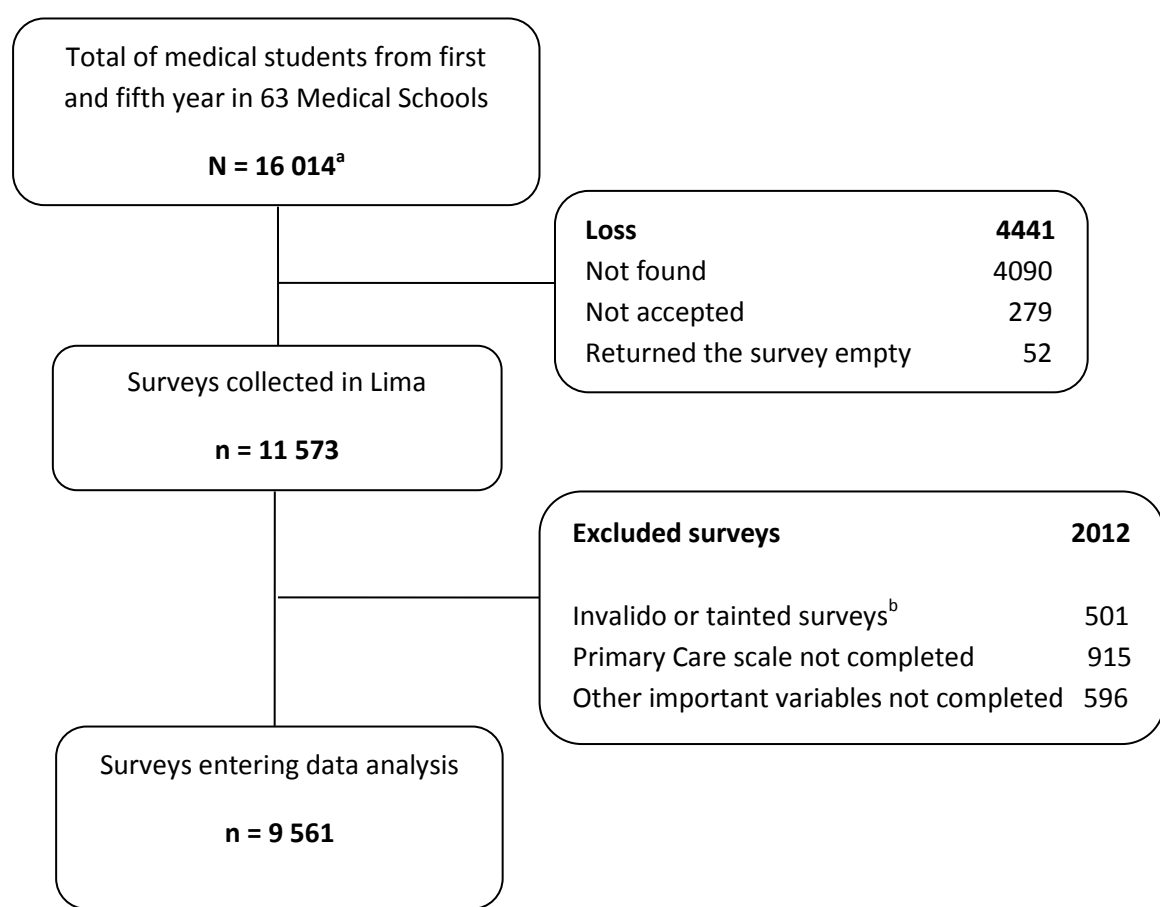 Total of medical students from first
and fifth year in 63 Medical Schools
N = 16 014a
Loss 4441
Not found 4090
Not accepted 279
Returned the survey empty 52
Surveys collected in Lima
n = 11 573
Excluded surveys 2012
Invalido or tainted surveysb 501
Primary Care scale not completed 915
Other important variables not completed 596
Surveys entering data analysis
n = 9 561